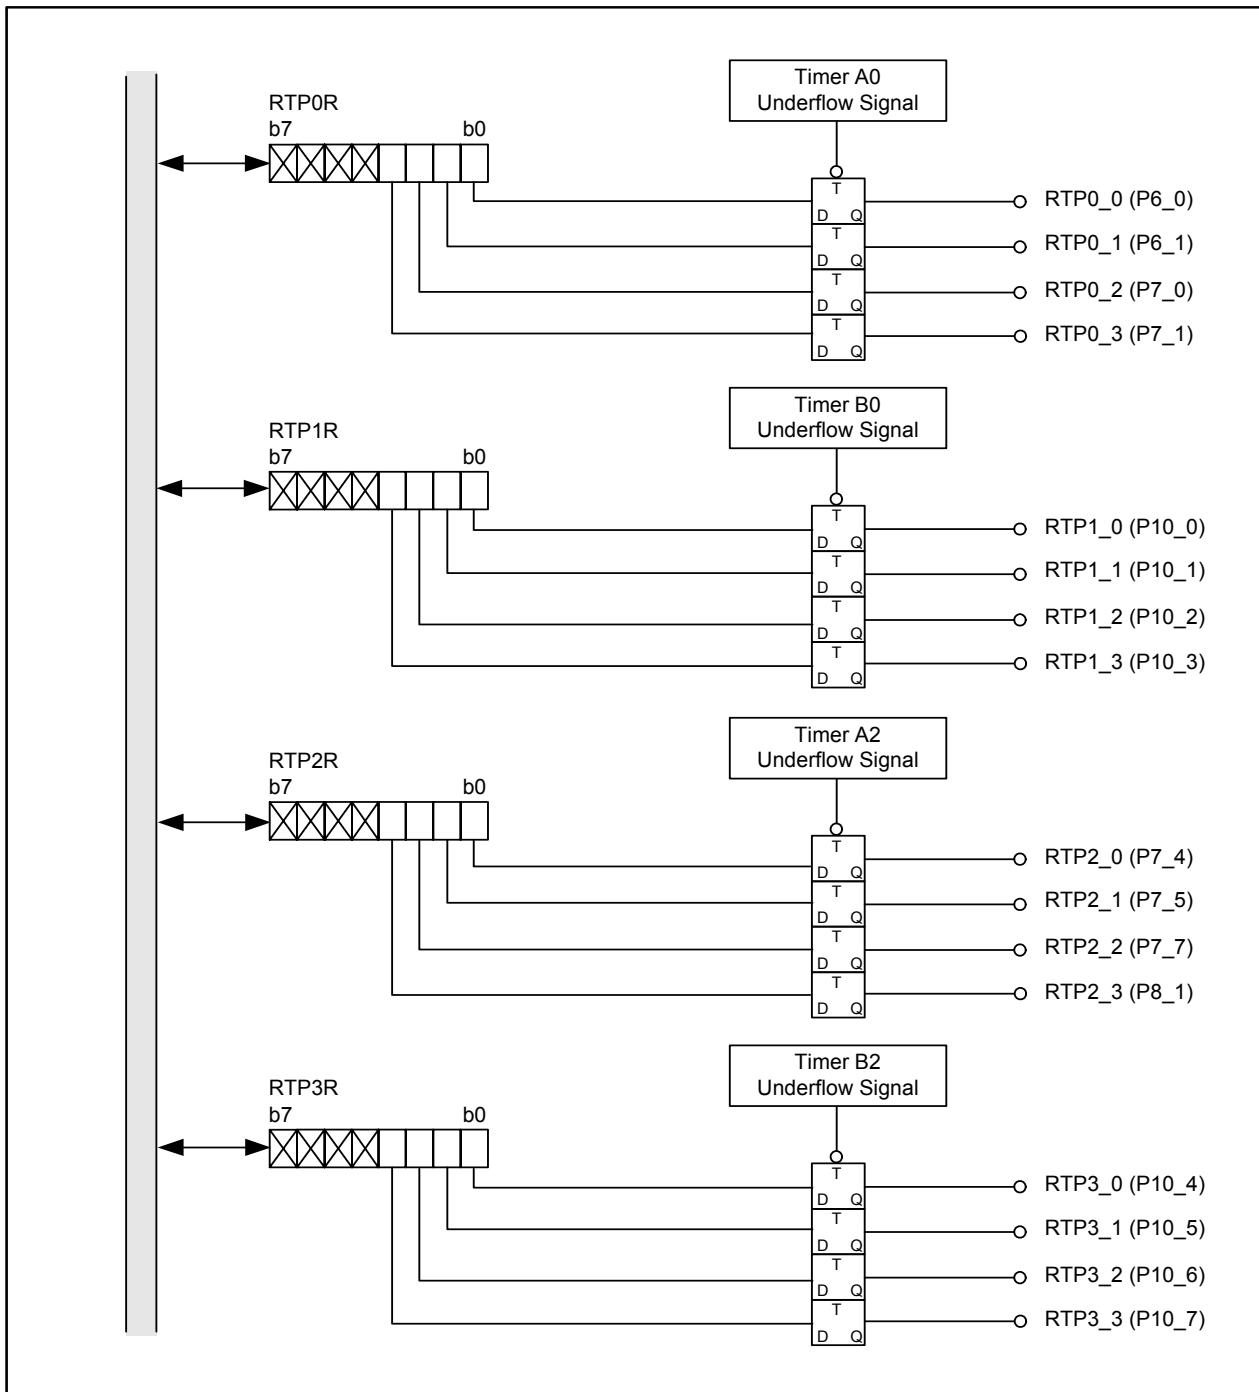 Timer A0
Underflow Signal
RTP0R
b7 b0
T
D Q
RTP0_0 (P6_0)
T
D Q
RTP0_1 (P6_1)
T
D Q
RTP0_2 (P7_0)
T
D Q
RTP0_3 (P7_1)
Timer B0
Underflow Signal
RTP1R
b7 b0
T
D Q
RTP1_0 (P10_0)
T
D Q
RTP1_1 (P10_1)
T
D Q
RTP1_2 (P10_2)
T
D Q
RTP1_3 (P10_3)
Timer A2
Underflow Signal
RTP2R
b7 b0
T
D Q
RTP2_0 (P7_4)
T
D Q
RTP2_1 (P7_5)
T
D Q
RTP2_2 (P7_7)
T
D Q
RTP2_3 (P8_1)
Timer B2
Underflow Signal
RTP3R
b7 b0
T
D Q
RTP3_0 (P10_4)
T
D Q
RTP3_1 (P10_5)
T
D Q
RTP3_2 (P10_6)
T
D Q
RTP3_3 (P10_7)